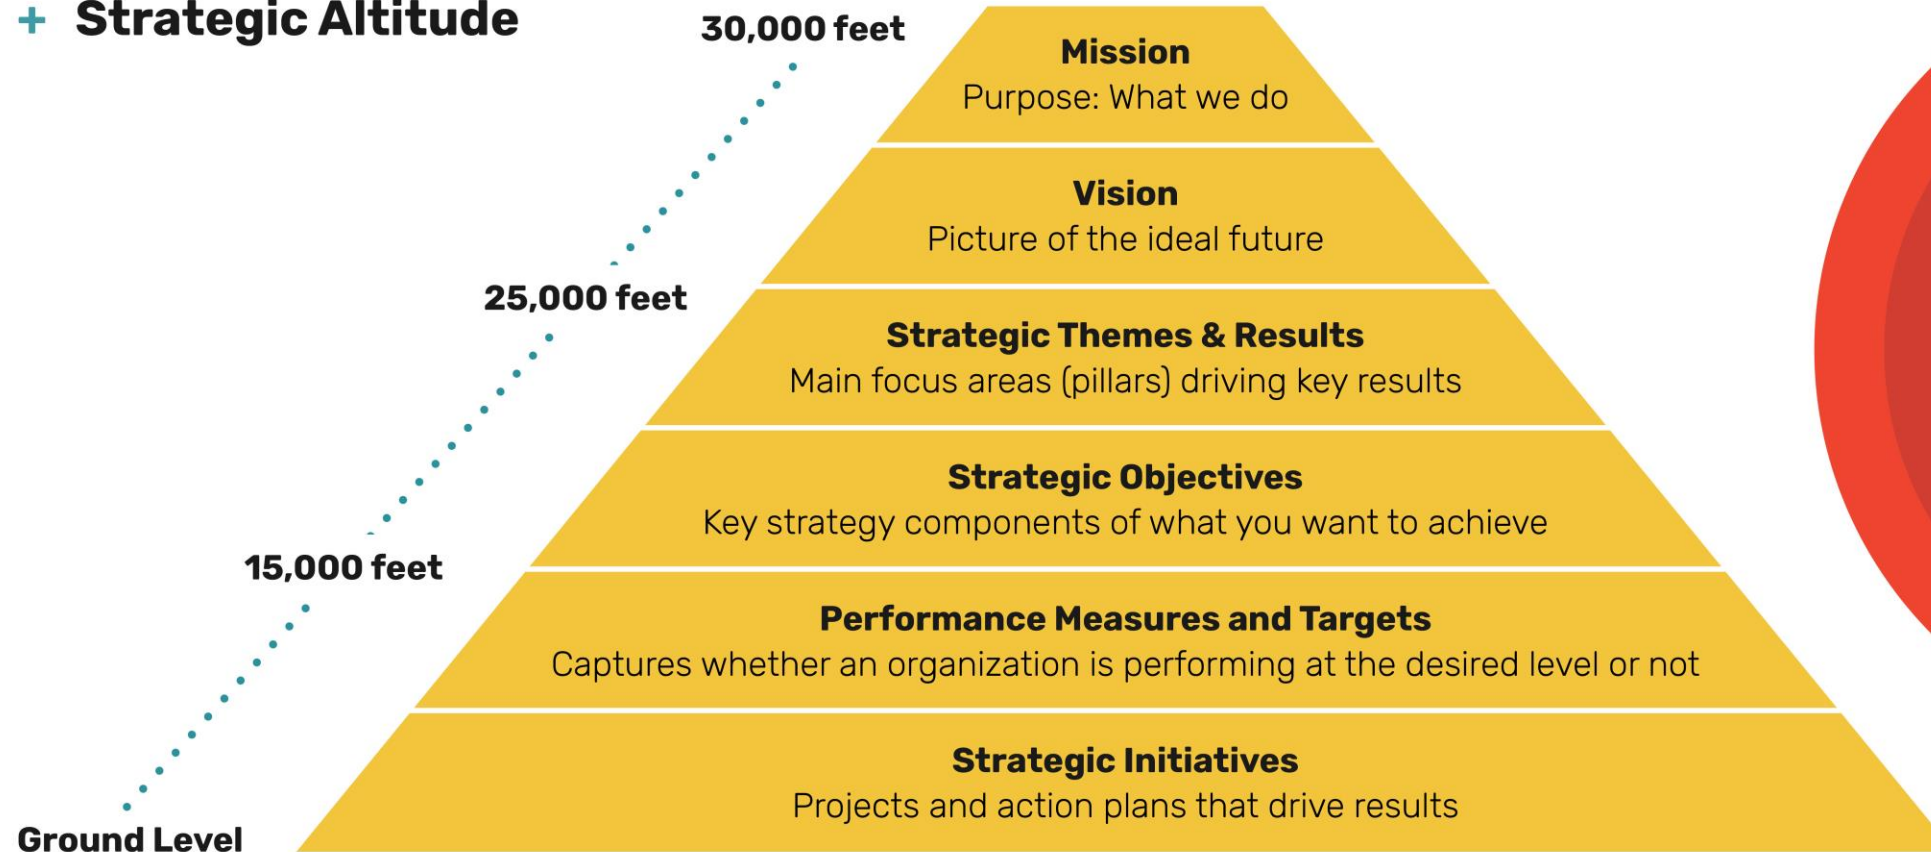 + Strategic Altitude
30,000 feet
Mission
Purpose: What we do
Vision
Picture of the ideal future
25,000 feet
Strategic Themes & Results
Main focus areas (pillars) driving key results
Strategic Objectives
Key strategy components of what you want to achieve
15,000 feet
Performance Measures and Targets
Captures whether an organization is performing at the desired level or not
Strategic Initiatives
Projects and action plans that drive results
Ground Level